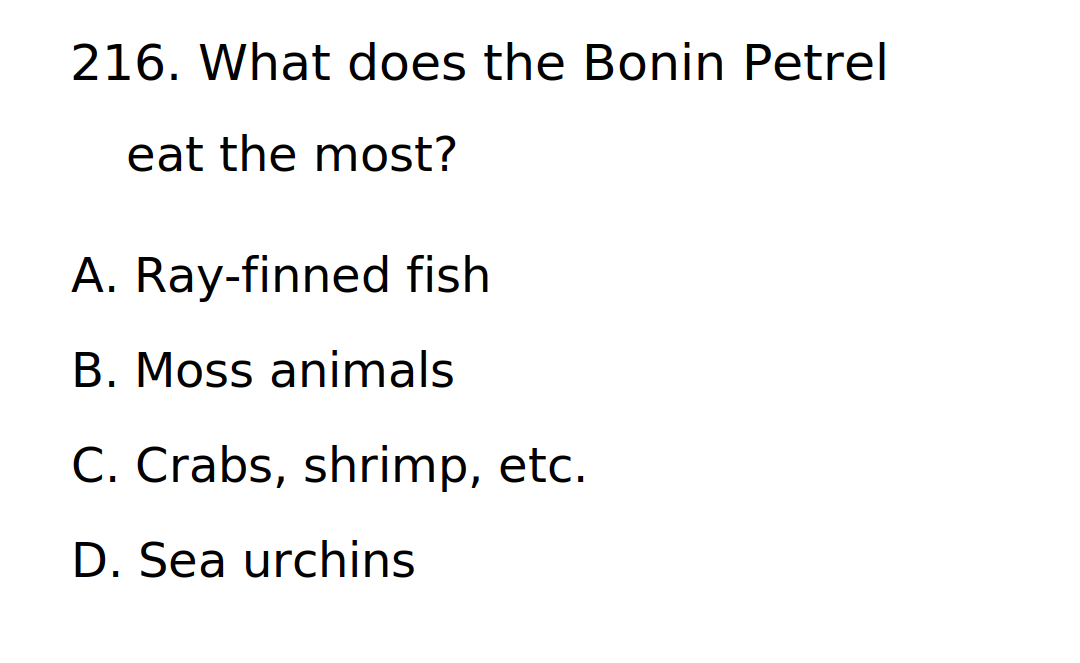 216. What does the Bonin Petrel
eat the most?
A. Ray-finned fish
B. Moss animals
C. Crabs, shrimp, etc.
D. Sea urchins